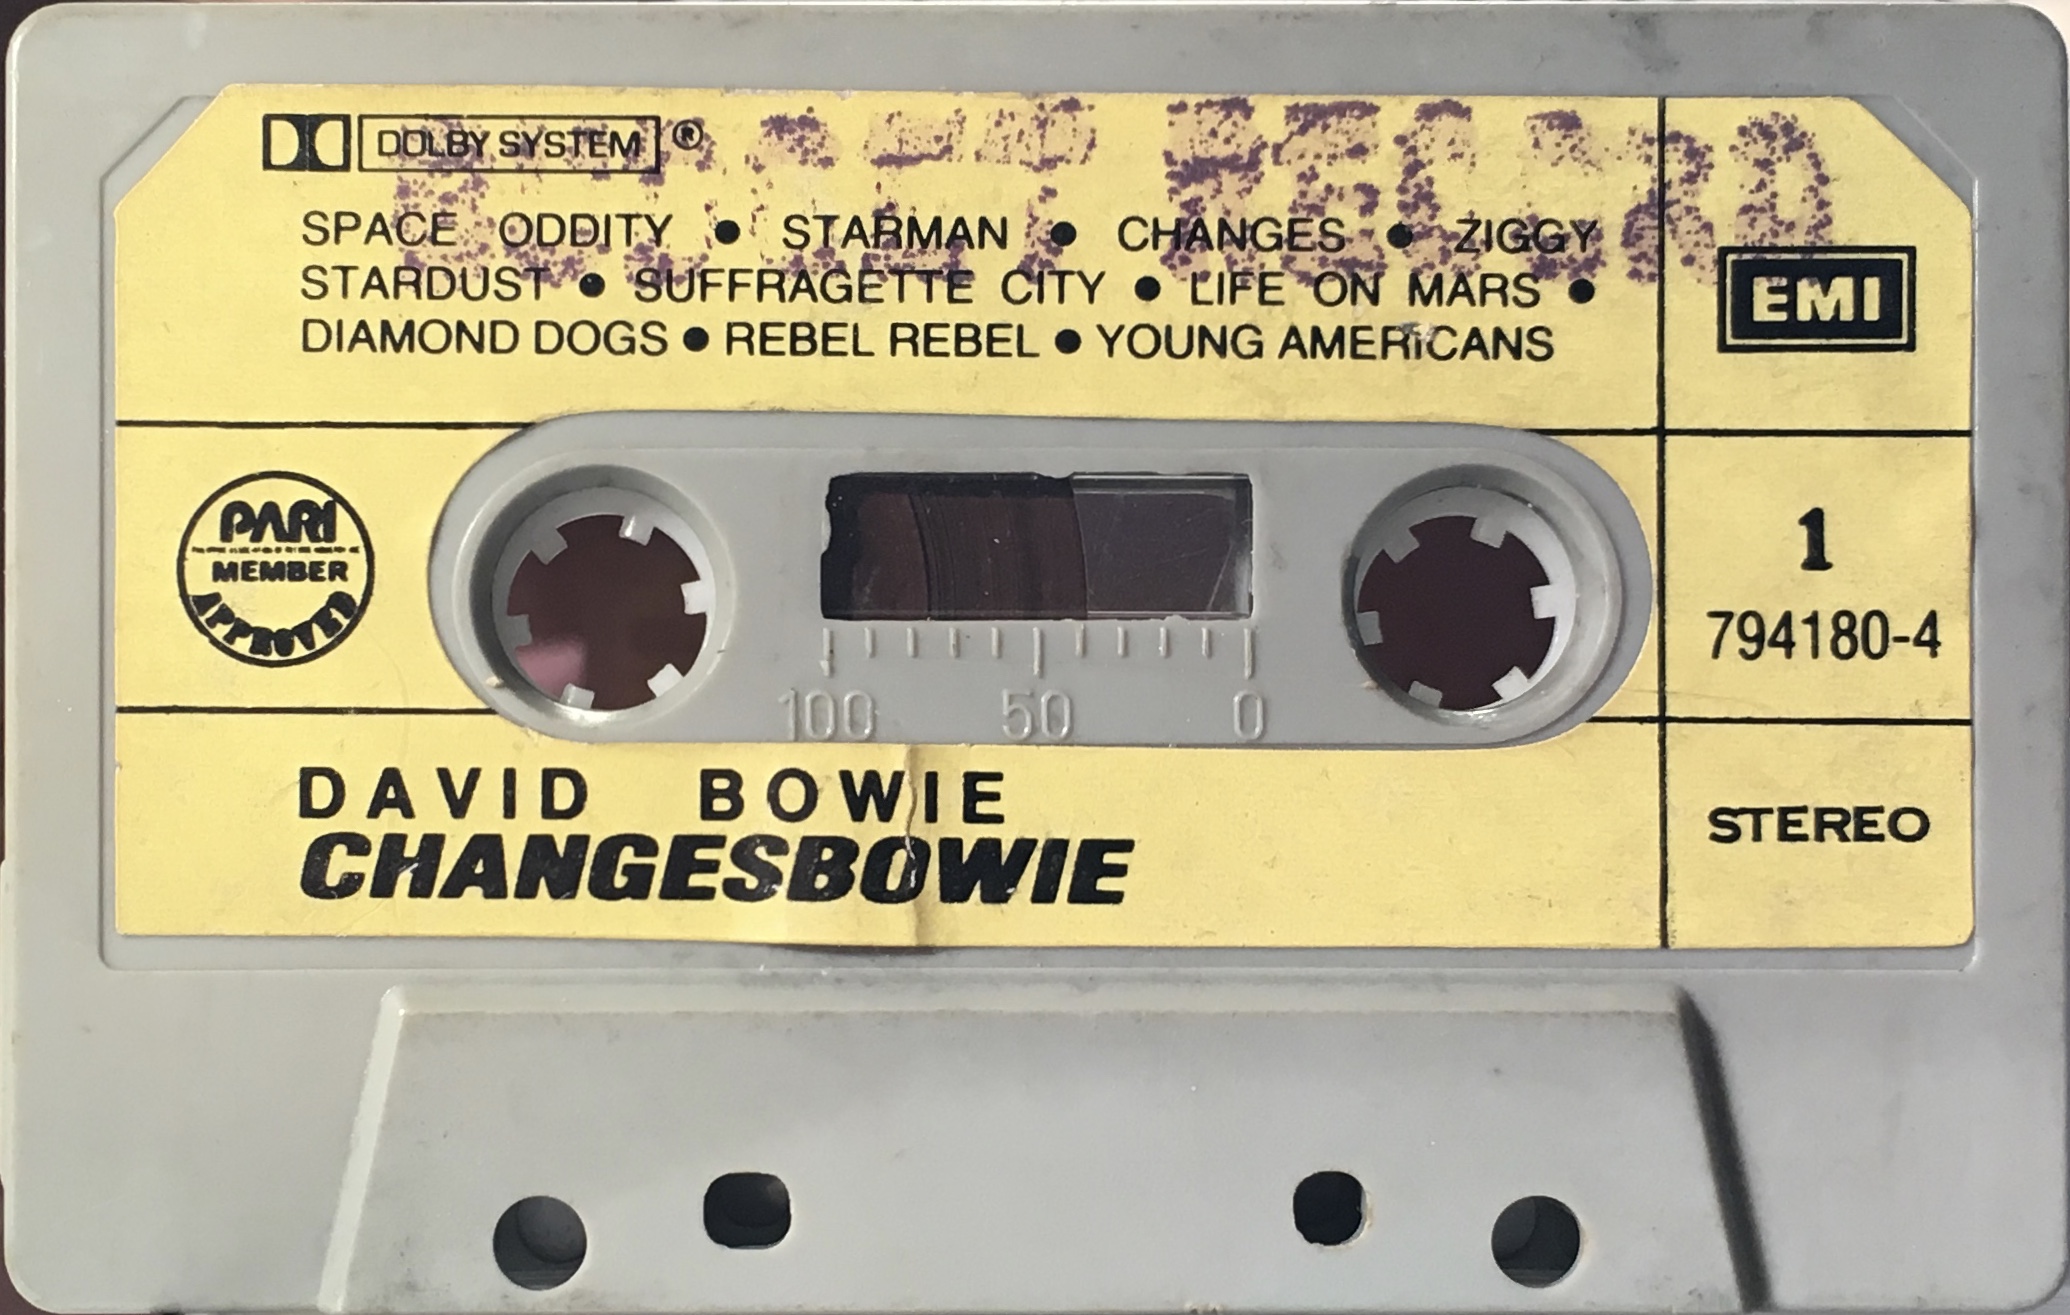 DOLBY SYSTEM ®
SPACE ODDITY ● STARMAN ● CHANGES ● ZIGGY
STARDUST ● SUFFRAGETTE CITY ● LIFE ON MARS ●
DIAMOND DOGS ● REBEL REBEL ● YOUNG AMERICANS
EMI
PARI
MEMBER
APPROVED
1
794180-4
100 50 0
DAVID BOWIE
CHANGESBOWIE
STEREO